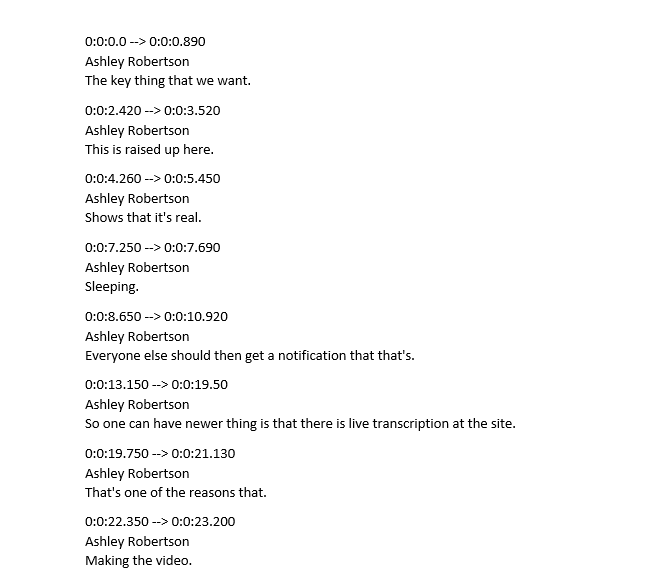 0:0:0.0 --> 0:0:0.890
Ashley Robertson
The key thing that we want.
0:0:2.420 --> 0:0:3.520
Ashley Robertson
This is raised up here.
0:0:4.260 --> 0:0:5.450
Ashley Robertson
Shows that it's real.
0:0:7.250 --> 0:0:7.690
Ashley Robertson
Sleeping.
0:0:8.650 --> 0:0:10.920
Ashley Robertson
Everyone else should then get a notification that that's.
0:0:13.150 --> 0:0:19.50
Ashley Robertson
So one can have newer thing is that there is live transcription at the site.
0:0:19.750 --> 0:0:21.130
Ashley Robertson
That's one of the reasons that.
0:0:22.350 --> 0:0:23.200
Ashley Robertson
Making the video.